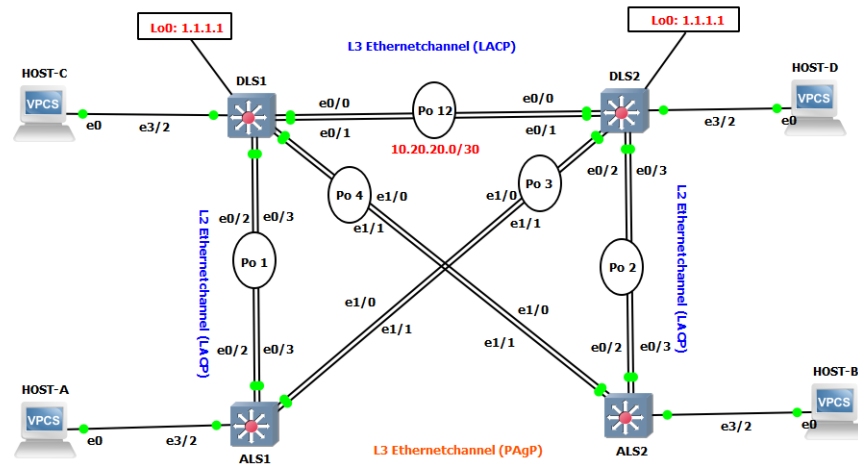 Lo0: 1.1.1.1
Lo0: 1.1.1.1
L3 Ethernetchannel (LACP)
HOST-C
DLS1
DLS2
HOST-D
VPCS
e0
e3/2
e0/0
e0/1
Po 12
e0/0
e0/1
10.20.20.0/30
e3/2
e0
VPCS
e0/2
e0/3
Po 4
e1/0
e1/1
e1/0
e1/1
Po 3
e0/2
e0/3
L2 Ethernetchannel (LACP)
Po 1
Po 2
L2 Ethernetchannel (LACP)
e0/2
e0/3
e1/0
e1/1
e1/0
e1/1
e0/2
e0/3
HOST-A
VPCS
e0
e3/2
ALS1
L3 Ethernetchannel (PAgP)
ALS2
e3/2
e0
HOST-B
VPCS